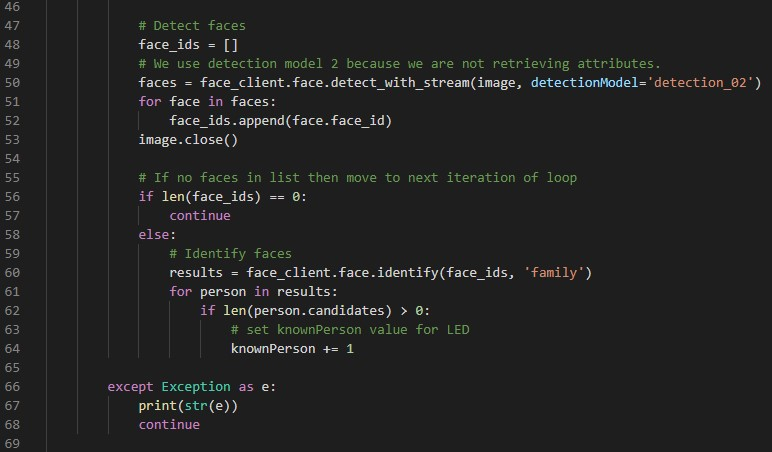 46
47 # Detect faces
48 face_ids = []
49 # We use detection model 2 because we are not retrieving attributes.
50 faces = face_client.face.detect_with_stream(image, detectionModel='detection_02')
51 for face in faces:
52 face_ids.append(face.face_id)
53 image.close()
54
55 # If no faces in list then move to next iteration of loop
56 if len(face_ids) == 0:
57 continue
58 else:
59 # Identify faces
60 results = face_client.face.identify(face_ids, 'family')
61 for person in results:
62 if len(person.candidates) > 0:
63 # set knownPerson value for LED
64 knownPerson += 1
65
66 except Exception as e:
67 print(str(e))
68 continue
69